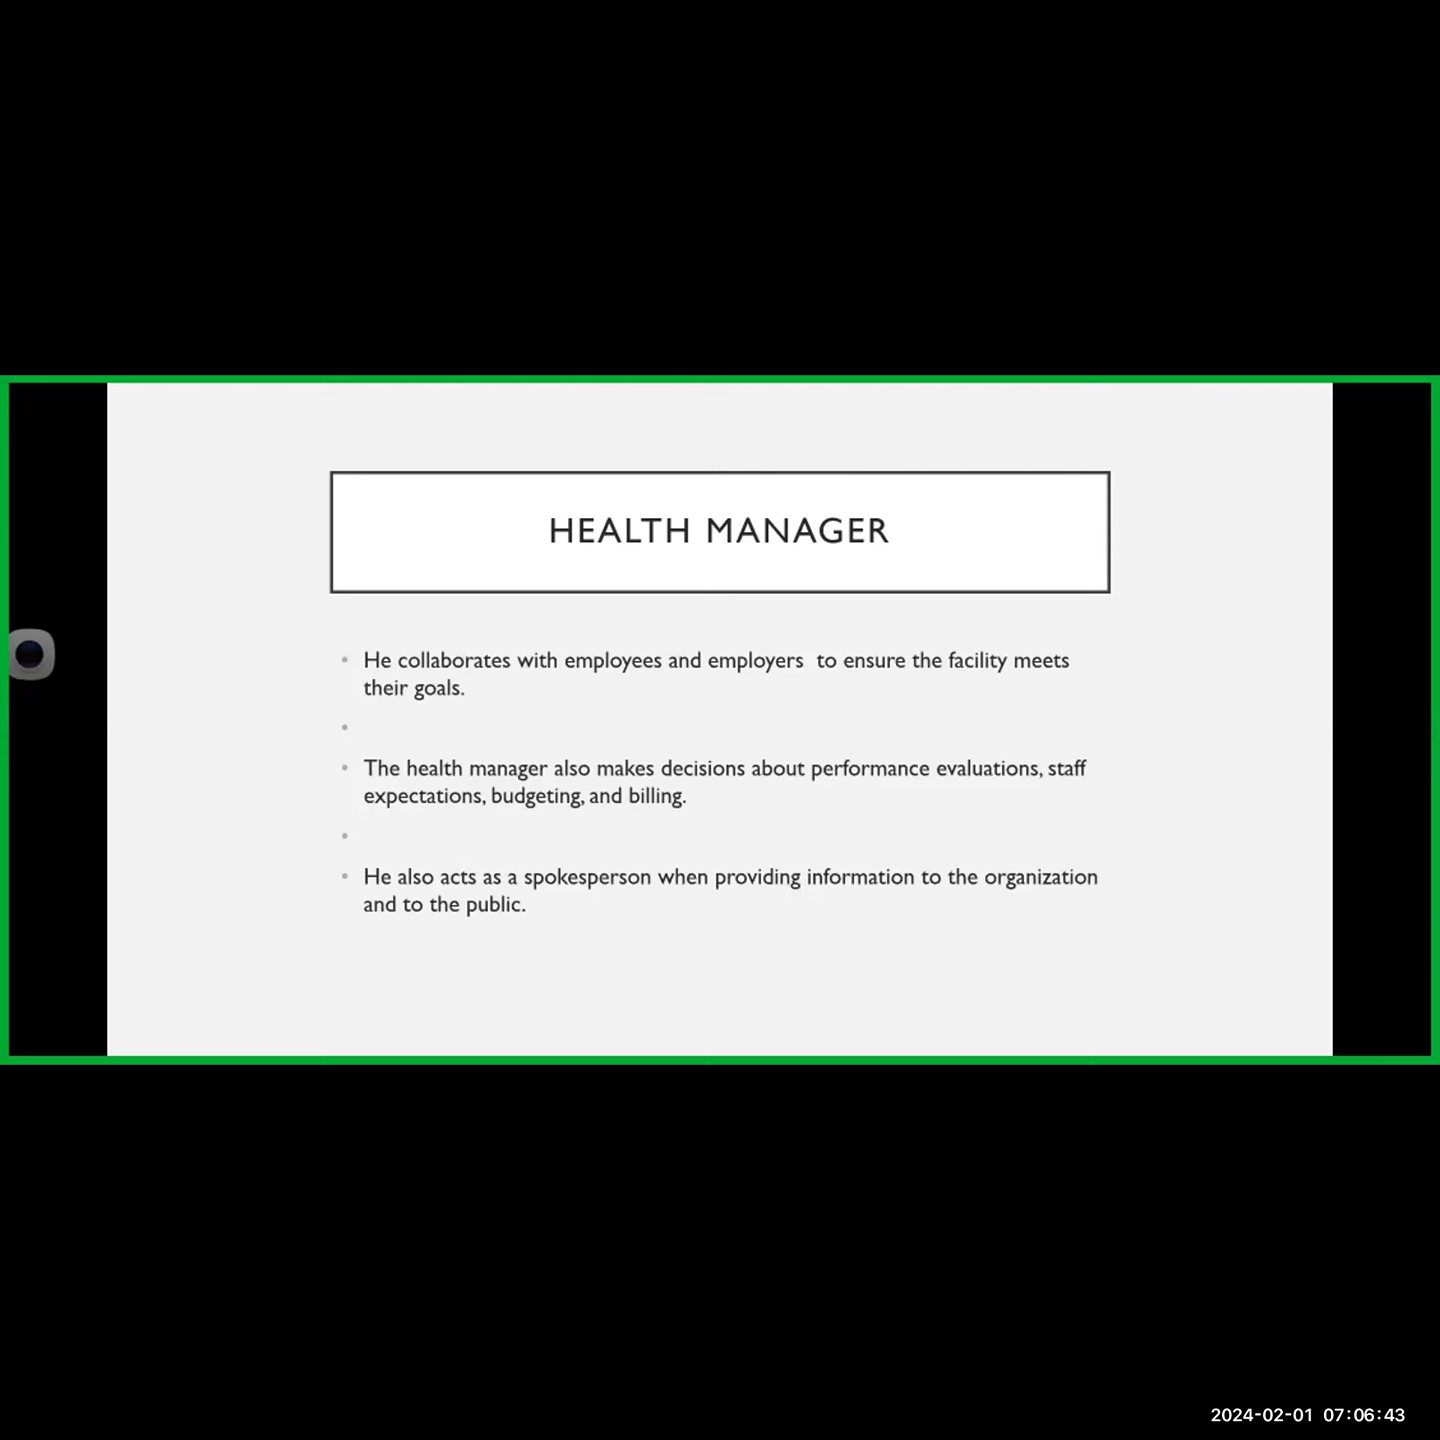 HEALTH MANAGER
• He collaborates with employees and employers  to ensure the facility meets
their goals.
•
• The health manager also makes decisions about performance evaluations, staff
expectations, budgeting, and billing.
•
• He also acts as a spokesperson when providing information to the organization
and to the public.
2024-02-01 07:06:43